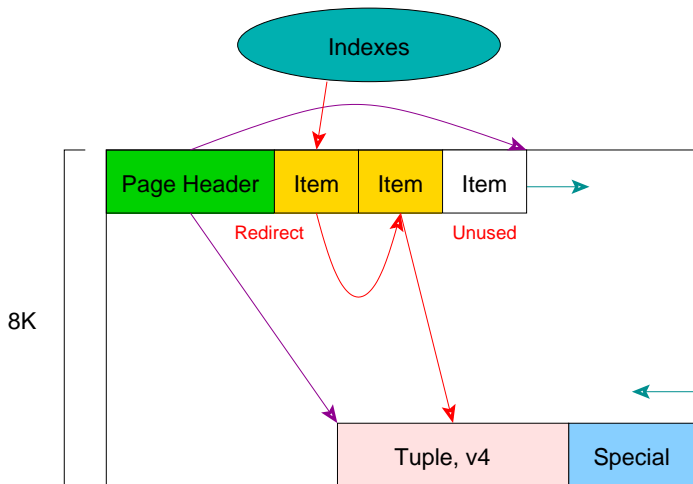 Indexes
Page Header Item Item Item
Redirect Unused
8K
Tuple, v4 Special